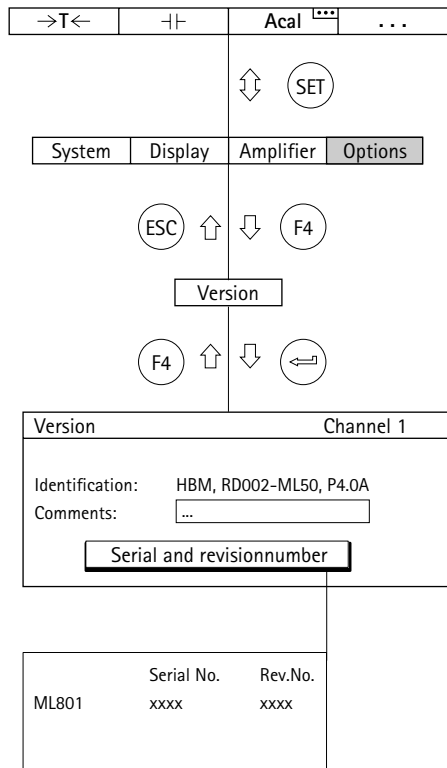 →T← ⊣⊢ Acal ...
SET
System Display Amplifier Options
ESC F4
Version
F4
Version Channel 1
Identification: HBM, RD002-ML50, P4.0A
Comments: ...
Serial and revisionnumber
Serial No. Rev.No.
ML801 xxxx xxxx